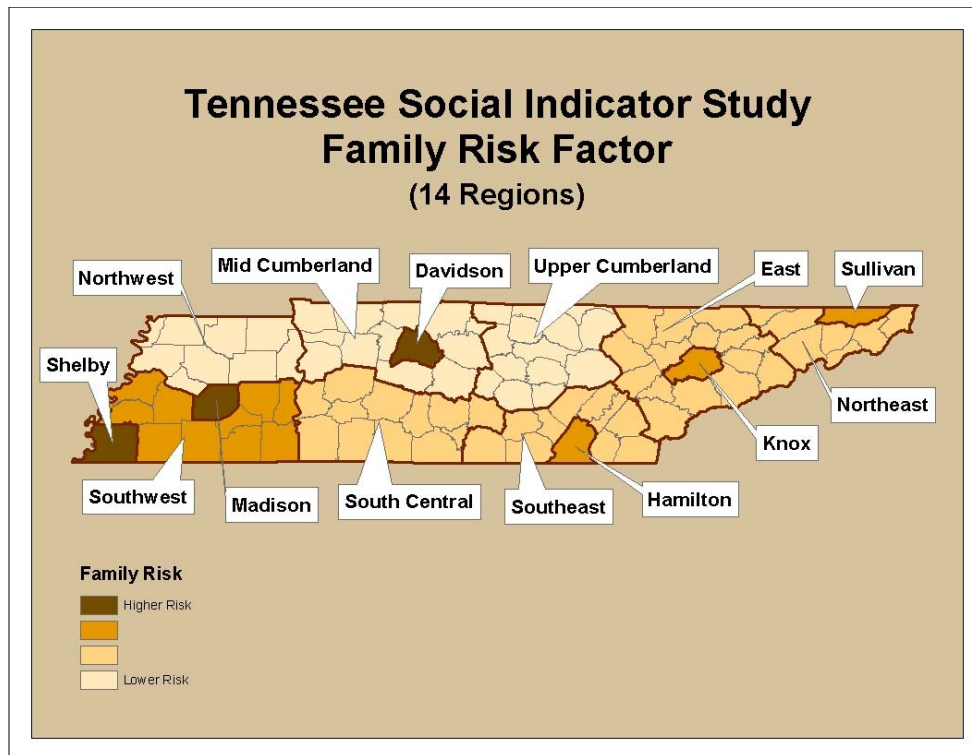 Tennessee Social Indicator Study
Family Risk Factor
(14 Regions)
Northwest
Mid Cumberland
Davidson
Upper Cumberland
East
Sullivan
Shelby
Northeast
Knox
Southwest
Madison
South Central
Southeast
Hamilton
Family Risk
Higher Risk
Lower Risk